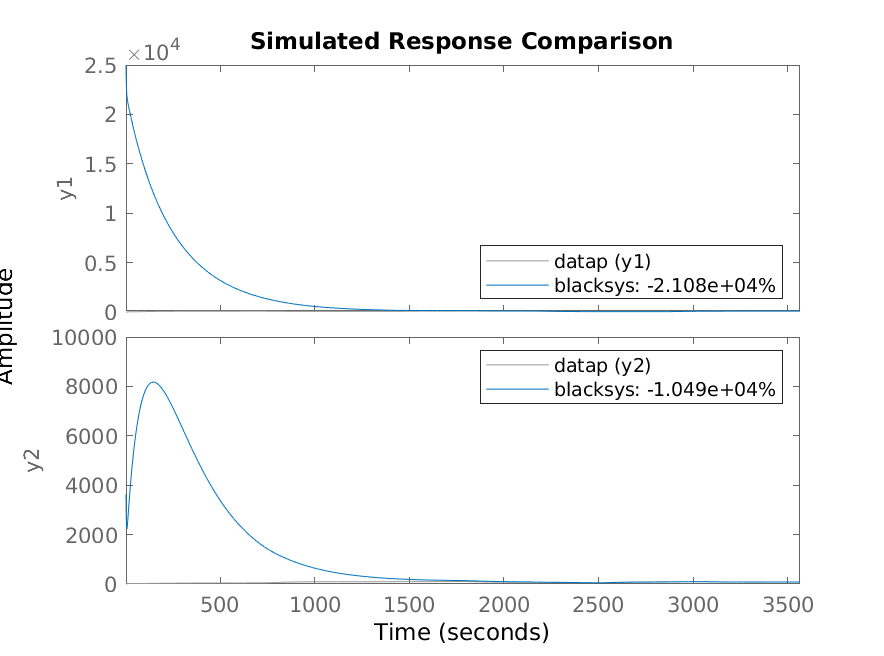 Simulated Response Comparison
×10^4
2.5
2
1.5
1
0.5
0
y1
datap (y1)
blacksys: -2.108e+04%
Amplitude
10000
8000
6000
4000
2000
0
y2
datap (y2)
blacksys: -1.049e+04%
500 1000 1500 2000 2500 3000 3500
Time (seconds)